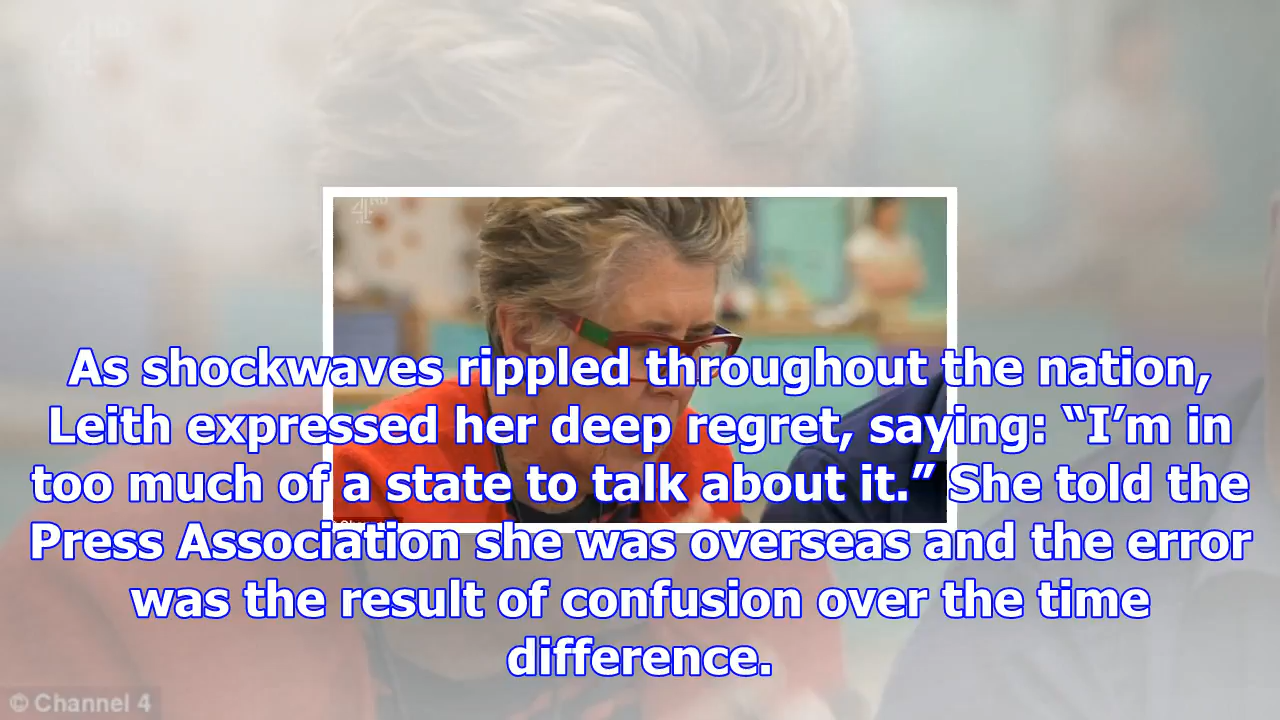 As shockwaves rippled throughout the nation,
Leith expressed her deep regret, saying: “I’m in
too much of a state to talk about it.” She told the
Press Association she was overseas and the error
was the result of confusion over the time
difference.
© Channel 4